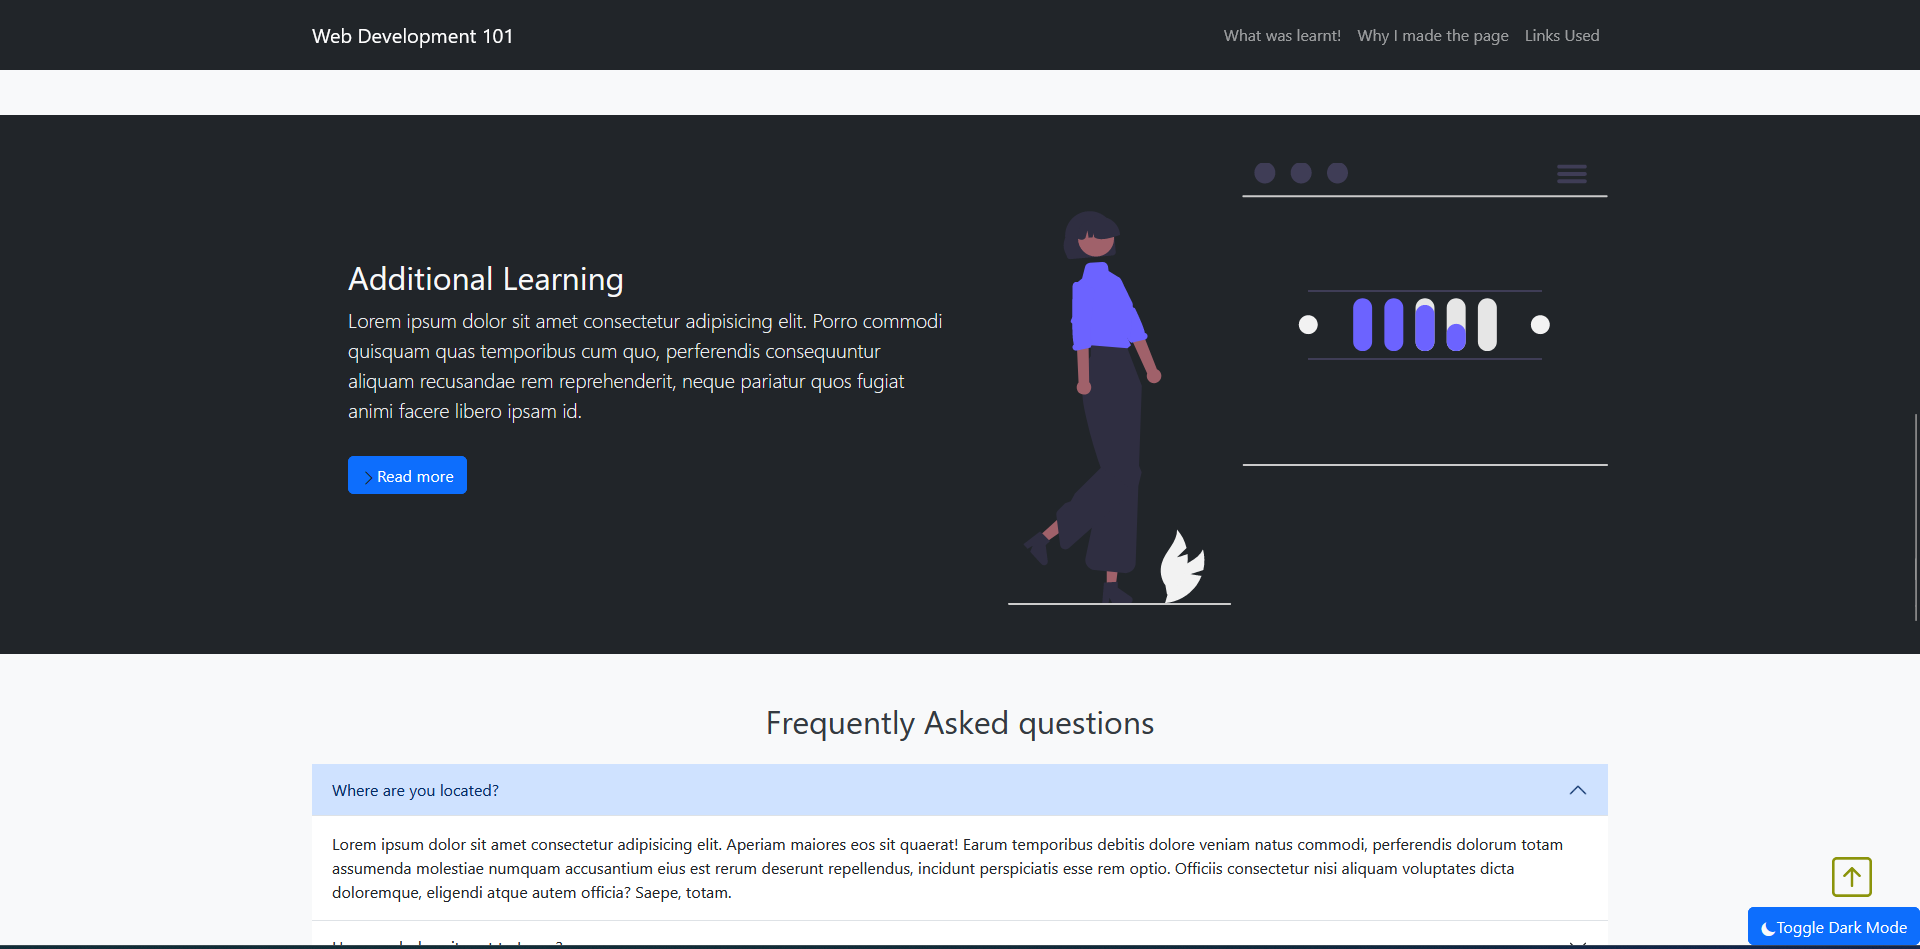 Web Development 101
What was learnt! Why I made the page Links Used
Additional Learning
Lorem ipsum dolor sit amet consectetur adipisicing elit. Porro commodi
quisquam quas temporibus cum quo, perferendis consequuntur
aliquam recusandae rem reprehenderit, neque pariatur quos fugiat
animi facere libero ipsam id.
Read more
Frequently Asked questions
Where are you located?
Lorem ipsum dolor sit amet consectetur adipisicing elit. Aperiam maiores eos sit quaerat! Earum temporibus debitis dolore veniam natus commodi, perferendis dolorum totam
assumenda molestiae numquam accusantium eius est rerum deserunt repellendus, incidunt perspiciatis esse rem optio. Officiis consectetur nisi aliquam voluptates dicta
doloremque, eligendi atque autem officia? Saepe, totam.
Toggle Dark Mode